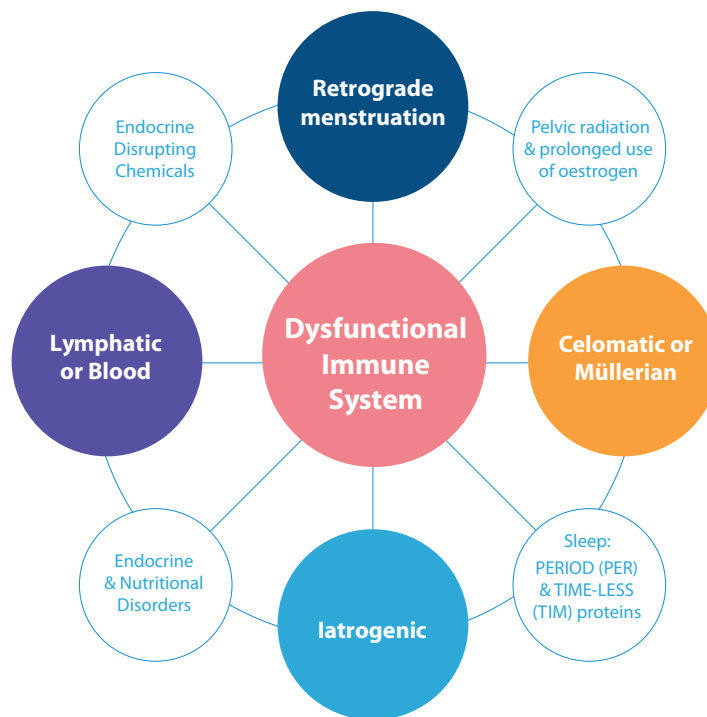 Retrograde
menstruation
Endocrine
Disrupting
Chemicals
Pelvic radiation
& prolonged use
of oestrogen
Lymphatic
or Blood
Dysfunctional
Immune
System
Celomatic or
Müllerian
Endocrine
& Nutritional
Disorders
Iatrogenic
Sleep:
PERIOD (PER)
& TIME-LESS
(TIM) proteins